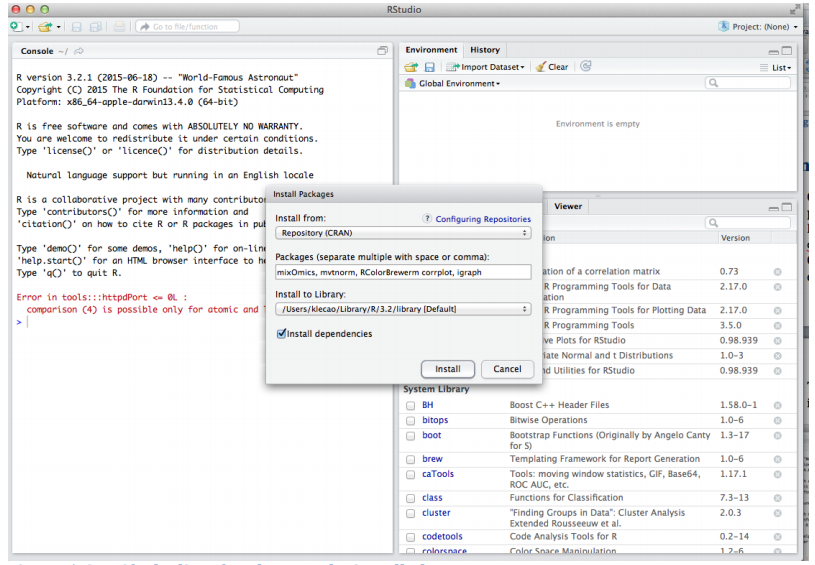 RStudio
Go to file/function
Project: (None)
Console ~/
R version 3.2.1 (2015-06-18) -- "World-Famous Astronaut"
Copyright (C) 2015 The R Foundation for Statistical Computing
Platform: x86_64-apple-darwin13.4.0 (64-bit)
R is free software and comes with ABSOLUTELY NO WARRANTY.
You are welcome to redistribute it under certain conditions.
Type 'license()' or 'licence()' for distribution details.
Natural language support but running in an English locale
R is a collaborative project with many
Type 'contributors()' for more information and
'citation()' on how to cite R or R packages in
Type 'demo()' for some demos, 'help()' for
'help.start()' for an HTML browser interface to
Type 'q()' to quit R.
Error in tools:::httpdPort <= 0L :
comparison (4) is possible only for atomic and
>
Environment History
Import Dataset Clear List
Global Environment
Environment is empty
Install Packages
Install from: ? Configuring Repositories
Repository (CRAN)
Packages (separate multiple with space or comma):
mixOmics, mvtnorm, RColorBrewerm corrplot, igraph
Install to Library:
/Users/klecao/Library/R/3.2/library [Default]
Install dependencies
Install Cancel
Viewer
Version
of a correlation matrix 0.73
R Programming Tools for Data 2.17.0
R Programming Tools for Plotting Data 2.17.0
R Programming Tools 3.5.0
Plots for RStudio 0.98.939
Normal and t Distributions 1.0-3
Utilities for RStudio 0.98.939
System Library
BH Boost C++ Header Files 1.58.0-1
bitops Bitwise Operations 1.0-6
boot Bootstrap Functions (Originally by Angelo Canty for S) 1.3-17
brew Templating Framework for Report Generation 1.0-6
caTools Tools: moving window statistics, GIF, Base64, ROC AUC, etc. 1.17.1
class Functions for Classification 7.3-13
cluster "Finding Groups in Data": Cluster Analysis Extended Rousseeuw et al. 2.0.3
codetools Code Analysis Tools for R 0.2-14
colorspace Color Space Manipulation 1.2-6